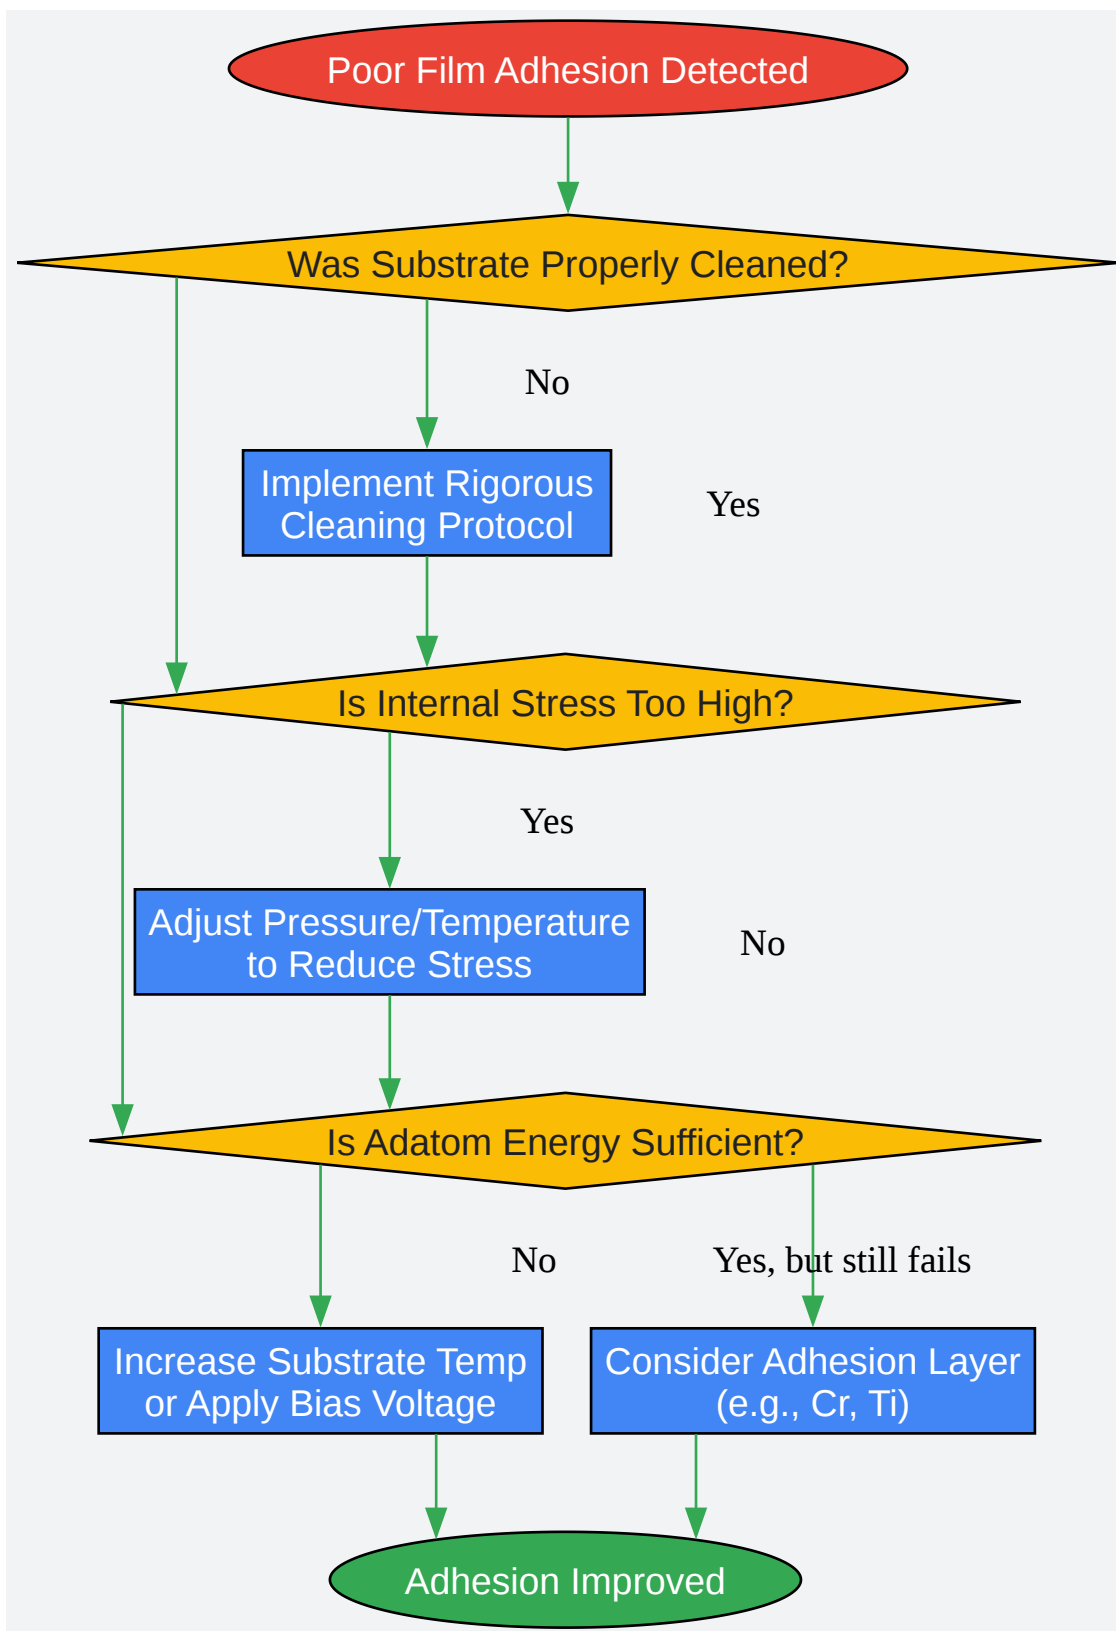 Poor Film Adhesion Detected
Was Substrate Properly Cleaned?
No
Implement Rigorous
Cleaning Protocol
Yes
Is Internal Stress Too High?
Yes
Adjust Pressure/Temperature
to Reduce Stress
No
Is Adatom Energy Sufficient?
No
Yes, but still fails
Increase Substrate Temp
or Apply Bias Voltage
Consider Adhesion Layer
(e.g., Cr, Ti)
Adhesion Improved